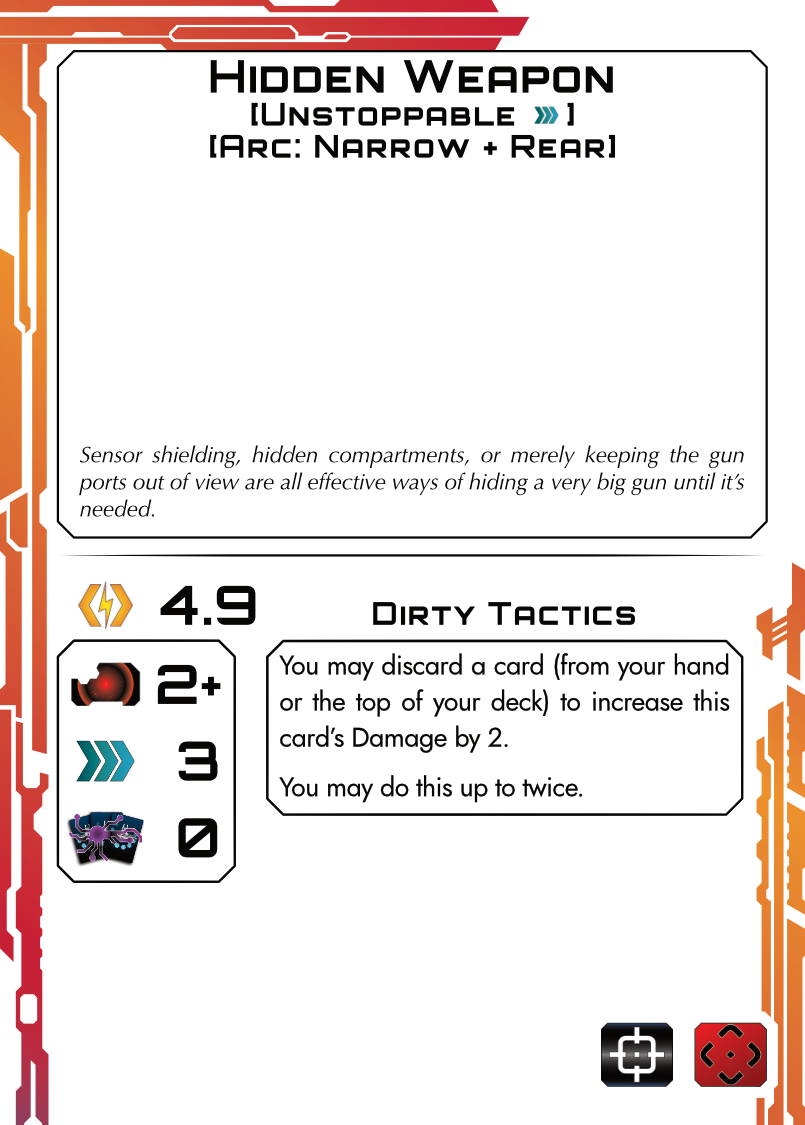 Hidden Weapon
[Unstoppable ]
[Arc: Narrow + Rear]
Sensor shielding, hidden compartments, or merely keeping the gun
ports out of view are all effective ways of hiding a very big gun until it's
needed.
4.9
Dirty Tactics
2+
3
0
You may discard a card (from your hand
or the top of your deck) to increase this
card's Damage by 2.
You may do this up to twice.